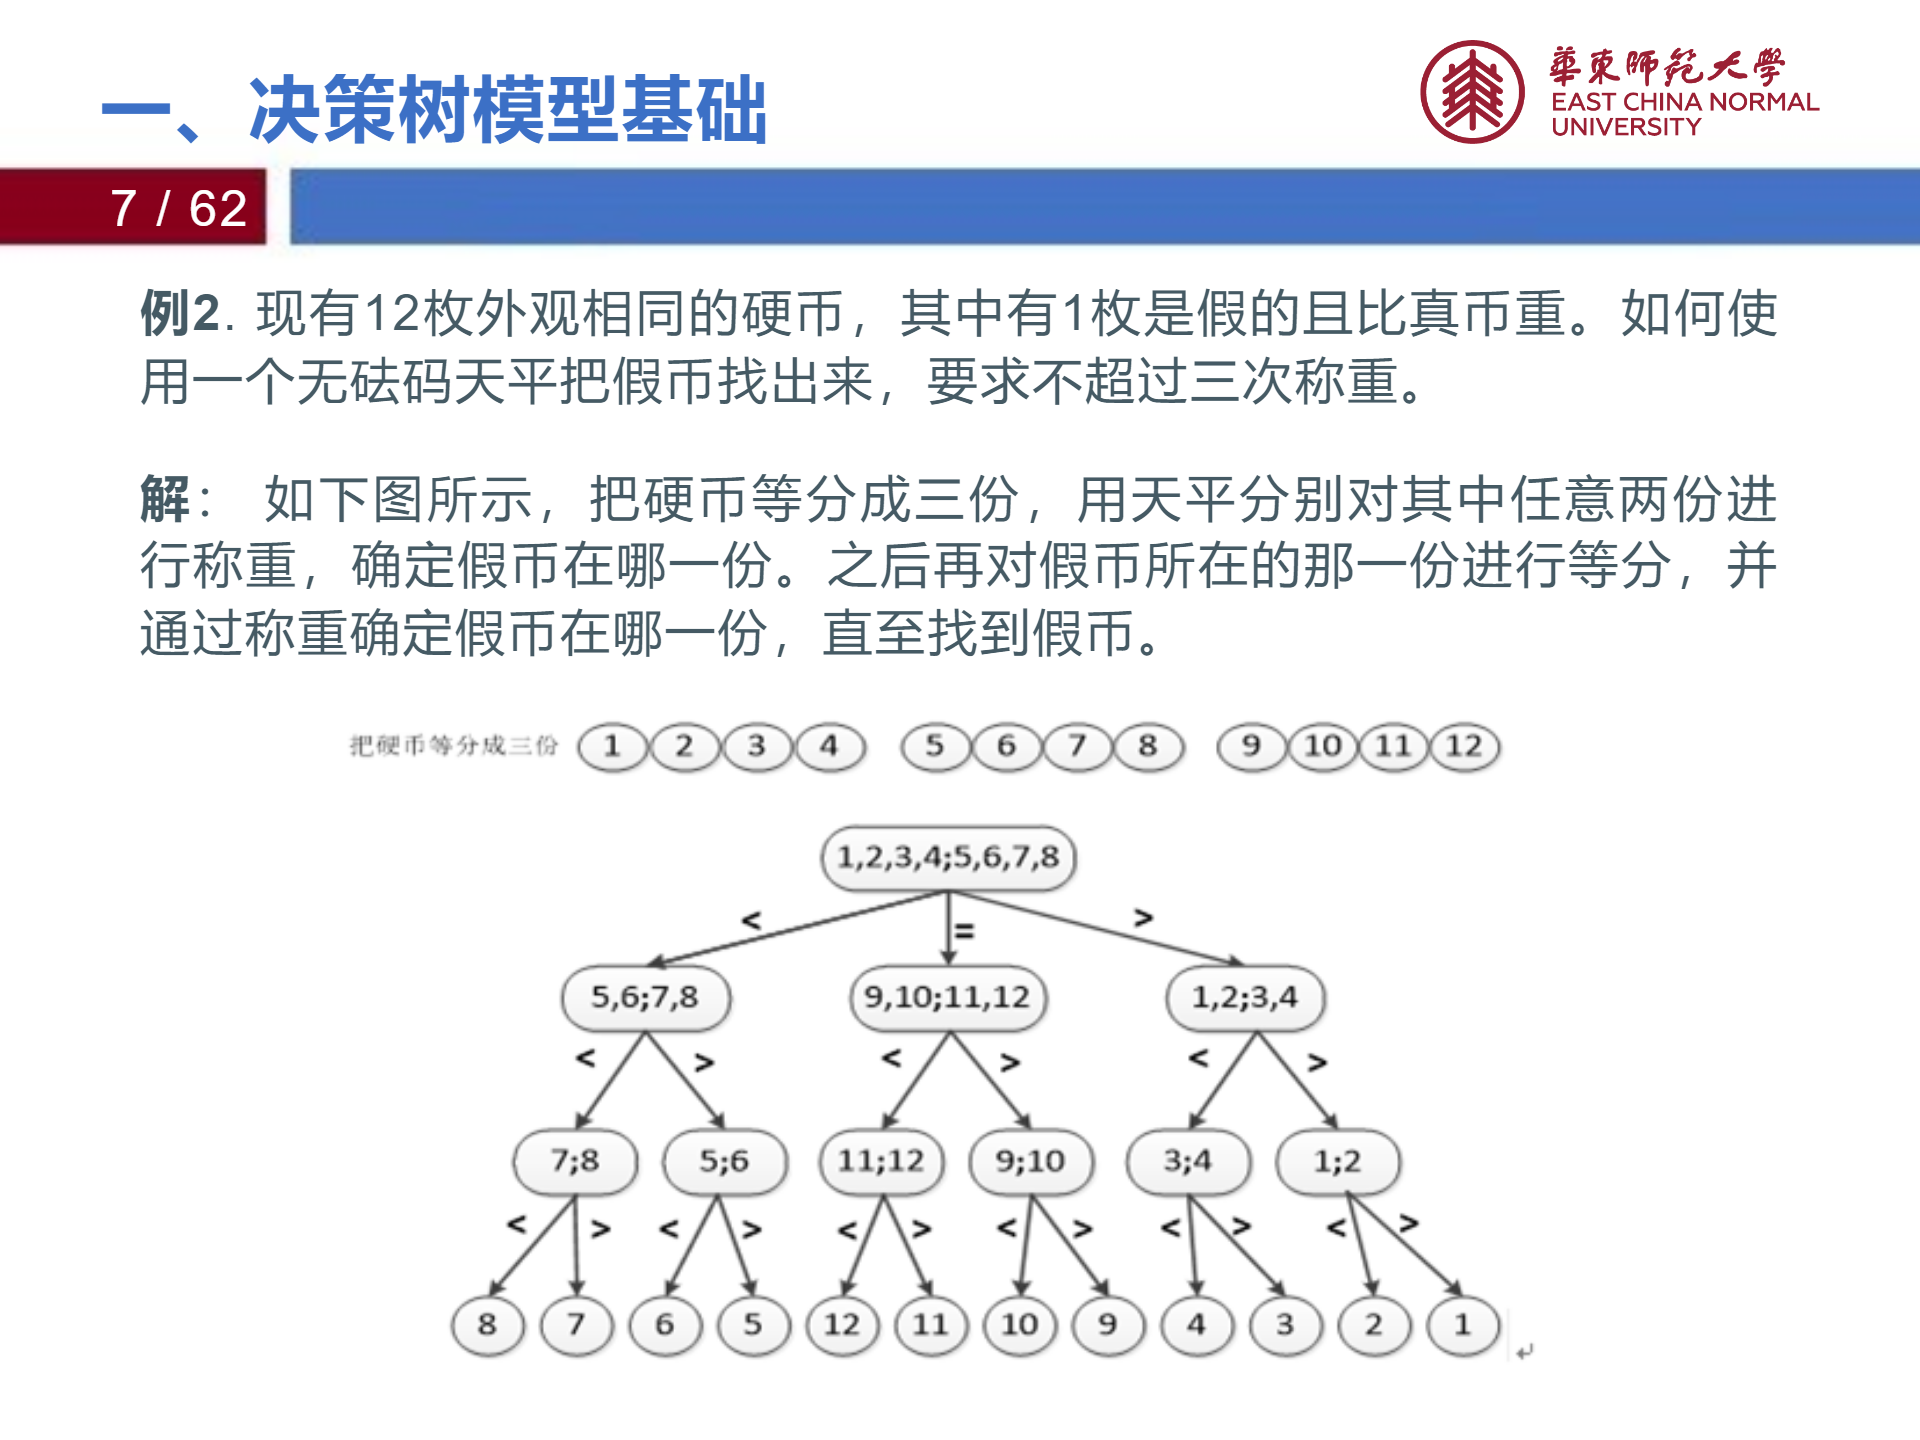 一、决策树模型基础
華東師範大學
EAST CHINA NORMAL
UNIVERSITY
7 / 62
例2. 现有12枚外观相同的硬币，其中有1枚是假的且比真币重。如何使
用一个无砝码天平把假币找出来，要求不超过三次称重。
解： 如下图所示，把硬币等分成三份，用天平分别对其中任意两份进
行称重，确定假币在哪一份。之后再对假币所在的那一份进行等分，并
通过称重确定假币在哪一份，直至找到假币。
把硬币等分成三份 1 2 3 4 5 6 7 8 9 10 11 12
1,2,3,4;5,6,7,8
< = >
5,6;7,8 9,10;11,12 1,2;3,4
< > < > < >
7;8 5;6 11;12 9;10 3;4 1;2
< > < > < > < > < > < >
8 7 6 5 12 11 10 9 4 3 2 1